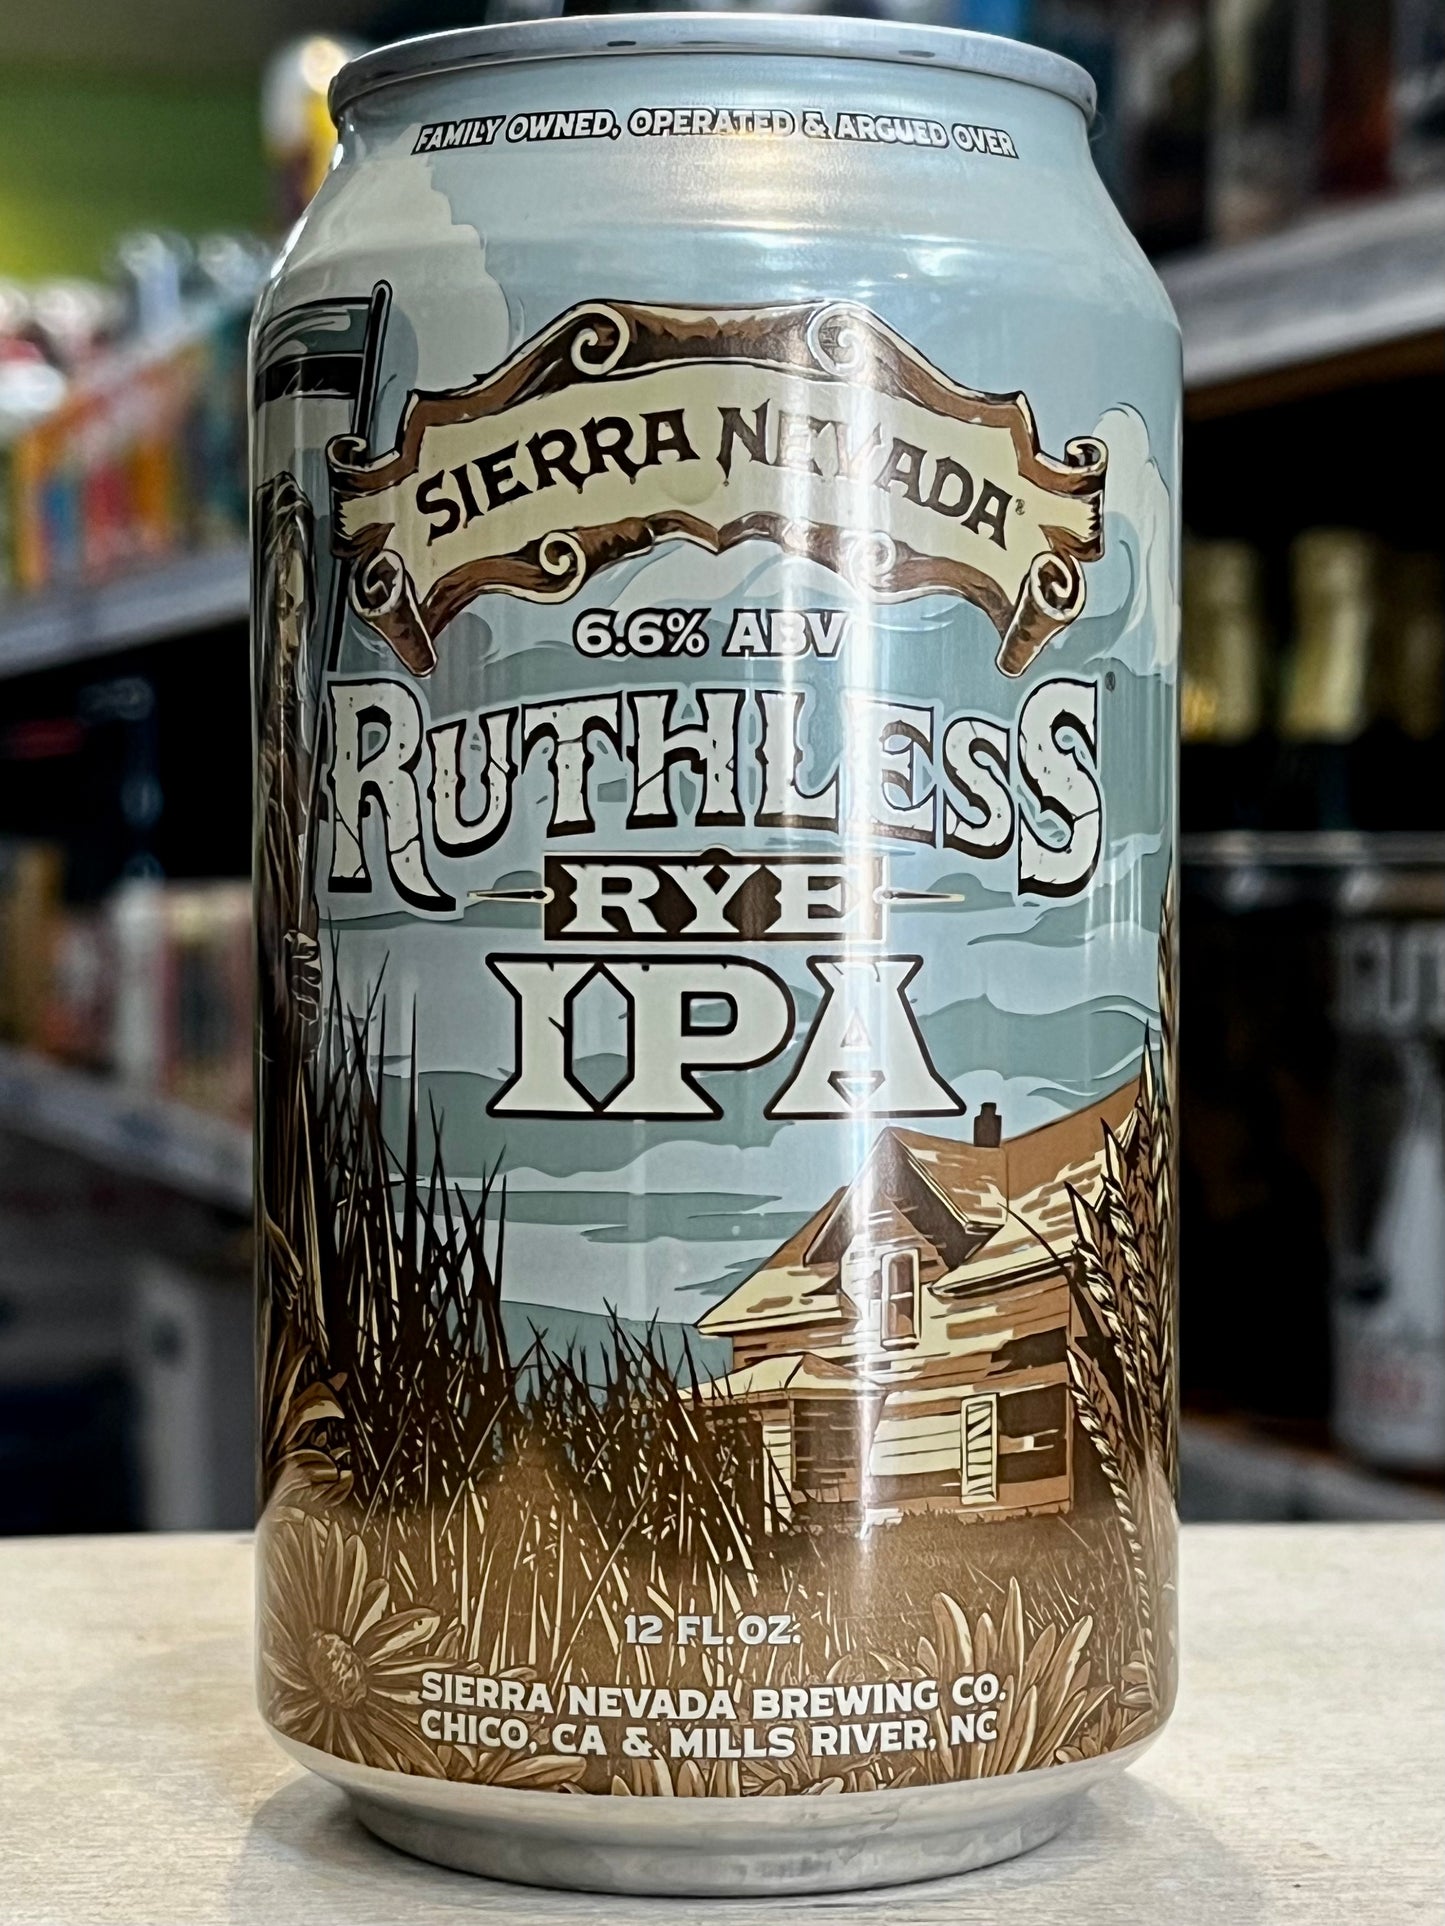 FAMILY OWNED, OPERATED & ARGUED OVER
SIERRA NEVADA®
6.6% ABV
RUTHLESS®
RYE
IPA
12 FL. OZ.
SIERRA NEVADA BREWING CO.
CHICO, CA & MILLS RIVER, NC